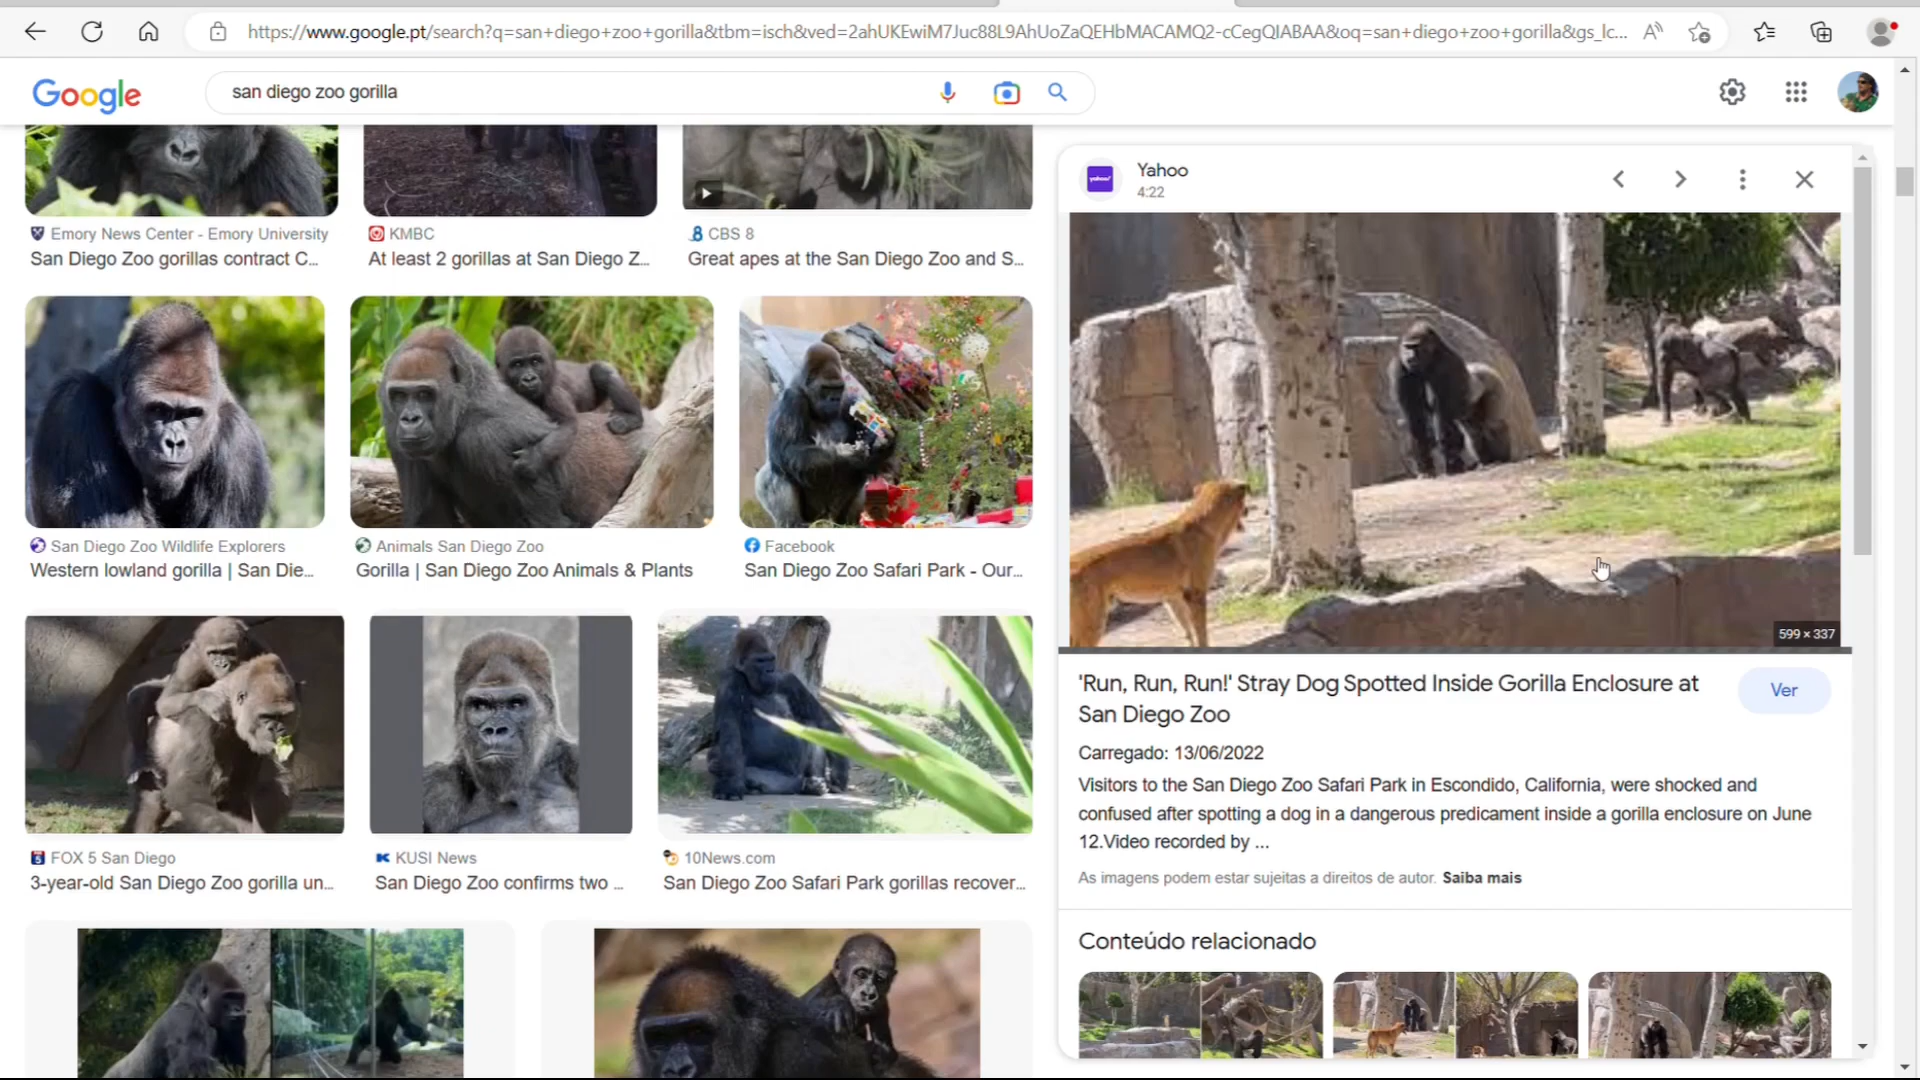 https://www.google.pt/search?q=san+diego+zoo+gorilla&tbm=isch&ved=2ahUKEwiM7Juc88L9AhUoZaQEHbMACAMQ2-cCegQIABAA&oq=san+diego+zoo+gorilla&gs_lc...
Google
san diego zoo gorilla
Emory News Center - Emory University
San Diego Zoo gorillas contract C...
KMBC
At least 2 gorillas at San Diego Z...
CBS 8
Great apes at the San Diego Zoo and S...
San Diego Zoo Wildlife Explorers
Western lowland gorilla | San Die...
Animals San Diego Zoo
Gorilla | San Diego Zoo Animals & Plants
Facebook
San Diego Zoo Safari Park - Our...
FOX 5 San Diego
3-year-old San Diego Zoo gorilla un...
KUSI News
San Diego Zoo confirms two ...
10News.com
San Diego Zoo Safari Park gorillas recover...
yahoo!
Yahoo
4:22
599 × 337
'Run, Run, Run!' Stray Dog Spotted Inside Gorilla Enclosure at
San Diego Zoo
Ver
Carregado: 13/06/2022
Visitors to the San Diego Zoo Safari Park in Escondido, California, were shocked and
confused after spotting a dog in a dangerous predicament inside a gorilla enclosure on June
12.Video recorded by ...
As imagens podem estar sujeitas a direitos de autor. Saiba mais
Conteúdo relacionado